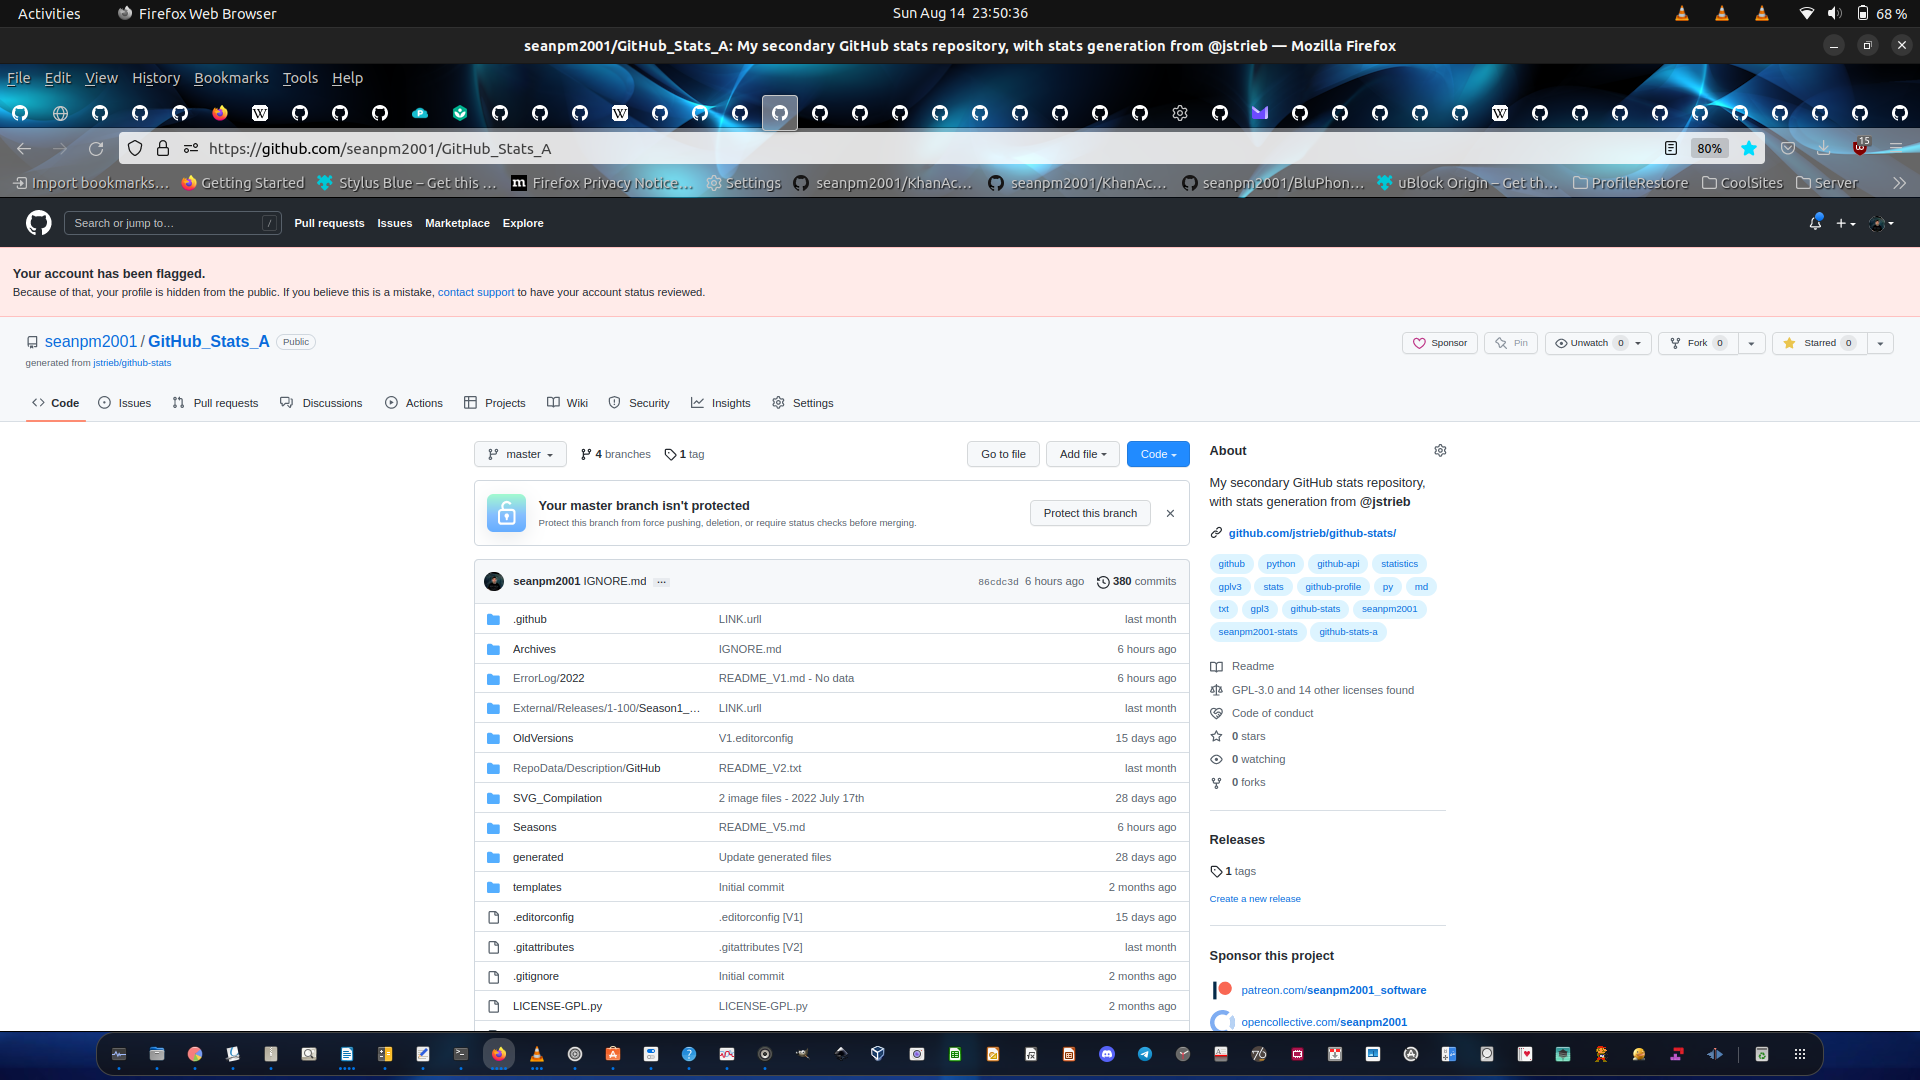 Activities
Firefox Web Browser
Sun Aug 14 23:50:36
68 %
seanpm2001/GitHub_Stats_A: My secondary GitHub stats repository, with stats generation from @jstrieb — Mozilla Firefox
File Edit View History Bookmarks Tools Help
https://github.com/seanpm2001/GitHub_Stats_A
80%
15
Import bookmarks…
Getting Started
Stylus Blue – Get this …
Firefox Privacy Notice…
Settings
seanpm2001/KhanAc…
seanpm2001/KhanAc…
seanpm2001/BluPhon…
uBlock Origin – Get th…
ProfileRestore
CoolSites
Server
Search or jump to…
/
Pull requests
Issues
Marketplace
Explore
Your account has been flagged.
Because of that, your profile is hidden from the public. If you believe this is a mistake, contact support to have your account status reviewed.
seanpm2001 / GitHub_Stats_A Public
generated from jstrieb/github-stats
Sponsor
Pin
Unwatch 0
Fork 0
Starred 0
Code
Issues
Pull requests
Discussions
Actions
Projects
Wiki
Security
Insights
Settings
master
4 branches
1 tag
Go to file
Add file
Code
Your master branch isn't protected
Protect this branch from force pushing, deletion, or require status checks before merging.
Protect this branch
seanpm2001 IGNORE.md ... 86cdc3d 6 hours ago 380 commits
.github LINK.urll last month
Archives IGNORE.md 6 hours ago
ErrorLog/2022 README_V1.md - No data 6 hours ago
External/Releases/1-100/Season1_… LINK.urll last month
OldVersions V1.editorconfig 15 days ago
RepoData/Description/GitHub README_V2.txt last month
SVG_Compilation 2 image files - 2022 July 17th 28 days ago
Seasons README_V5.md 6 hours ago
generated Update generated files 28 days ago
templates Initial commit 2 months ago
.editorconfig .editorconfig [V1] 15 days ago
.gitattributes .gitattributes [V2] last month
.gitignore Initial commit 2 months ago
LICENSE-GPL.py LICENSE-GPL.py 2 months ago
About
My secondary GitHub stats repository,
with stats generation from @jstrieb
github.com/jstrieb/github-stats/
github python github-api statistics
gplv3 stats github-profile py md
txt gpl3 github-stats seanpm2001
seanpm2001-stats github-stats-a
Readme
GPL-3.0 and 14 other licenses found
Code of conduct
0 stars
0 watching
0 forks
Releases
1 tags
Create a new release
Sponsor this project
patreon.com/seanpm2001_software
opencollective.com/seanpm2001